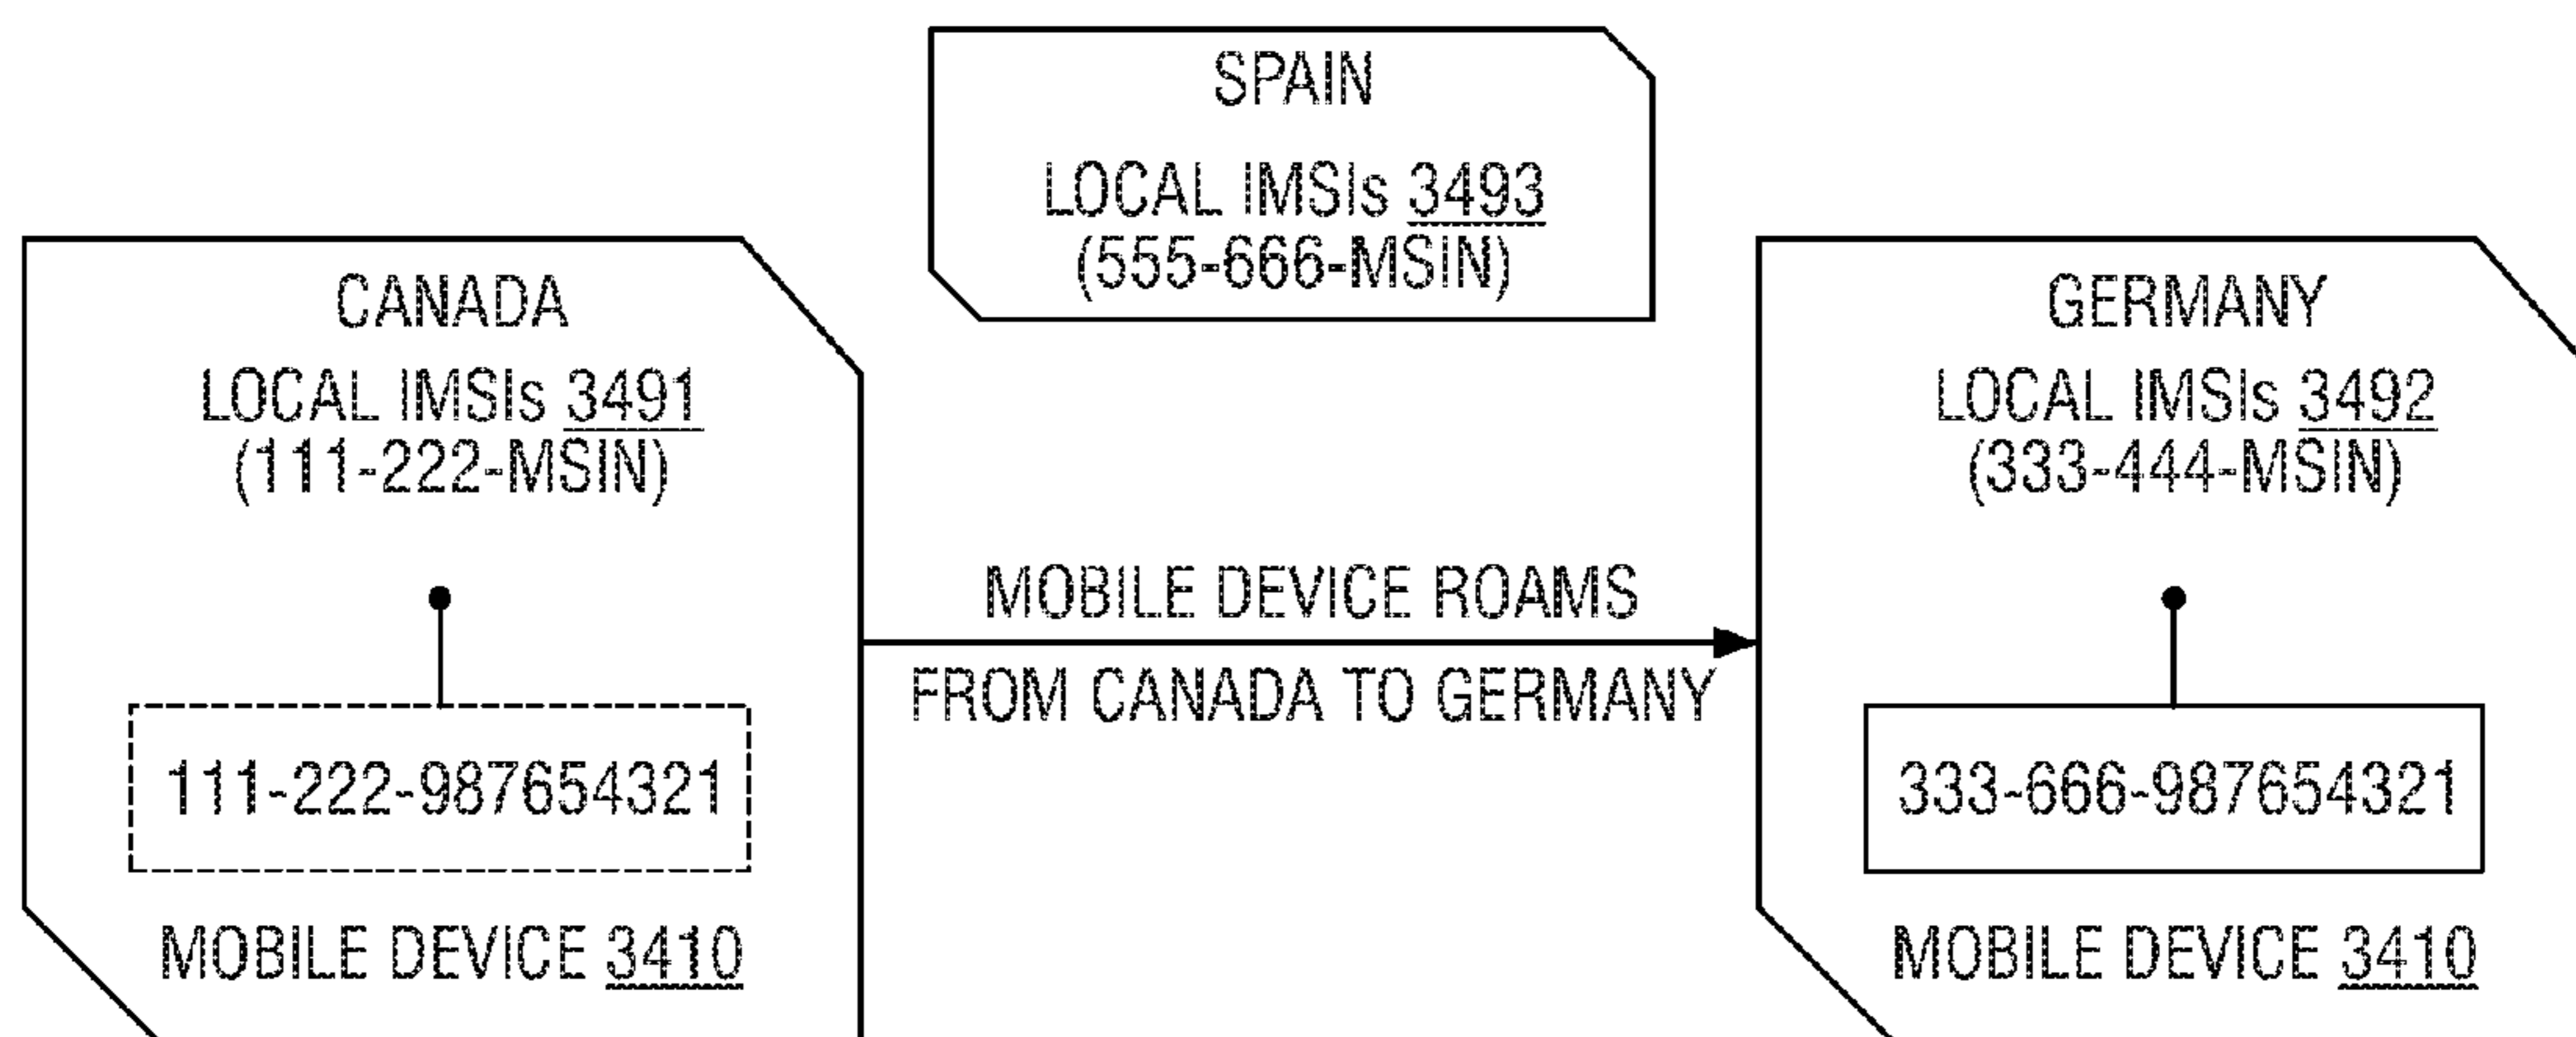 SPAIN
LOCAL IMSIs 3493
(555-666-MSIN)
CANADA
LOCAL IMSIs 3491
(111-222-MSIN)
111-222-987654321
MOBILE DEVICE 3410
MOBILE DEVICE ROAMS
FROM CANADA TO GERMANY
GERMANY
LOCAL IMSIs 3492
(333-444-MSIN)
333-666-987654321
MOBILE DEVICE 3410